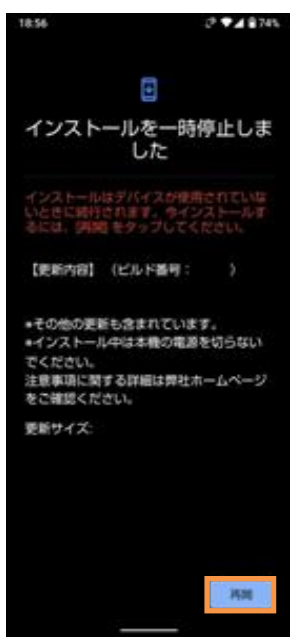 18:56
74%
インストールを一時停止しま
した
インストールはデバイスが使用されていな
いときに続行されます。今インストールす
るには、[再開] をタップしてください。
【更新内容】（ビルド番号：　　）
*その他の更新も含まれています。
*インストール中は本機の電源を切らない
でください。
注意事項に関する詳細は弊社ホームページ
をご確認ください。
更新サイズ:
再開